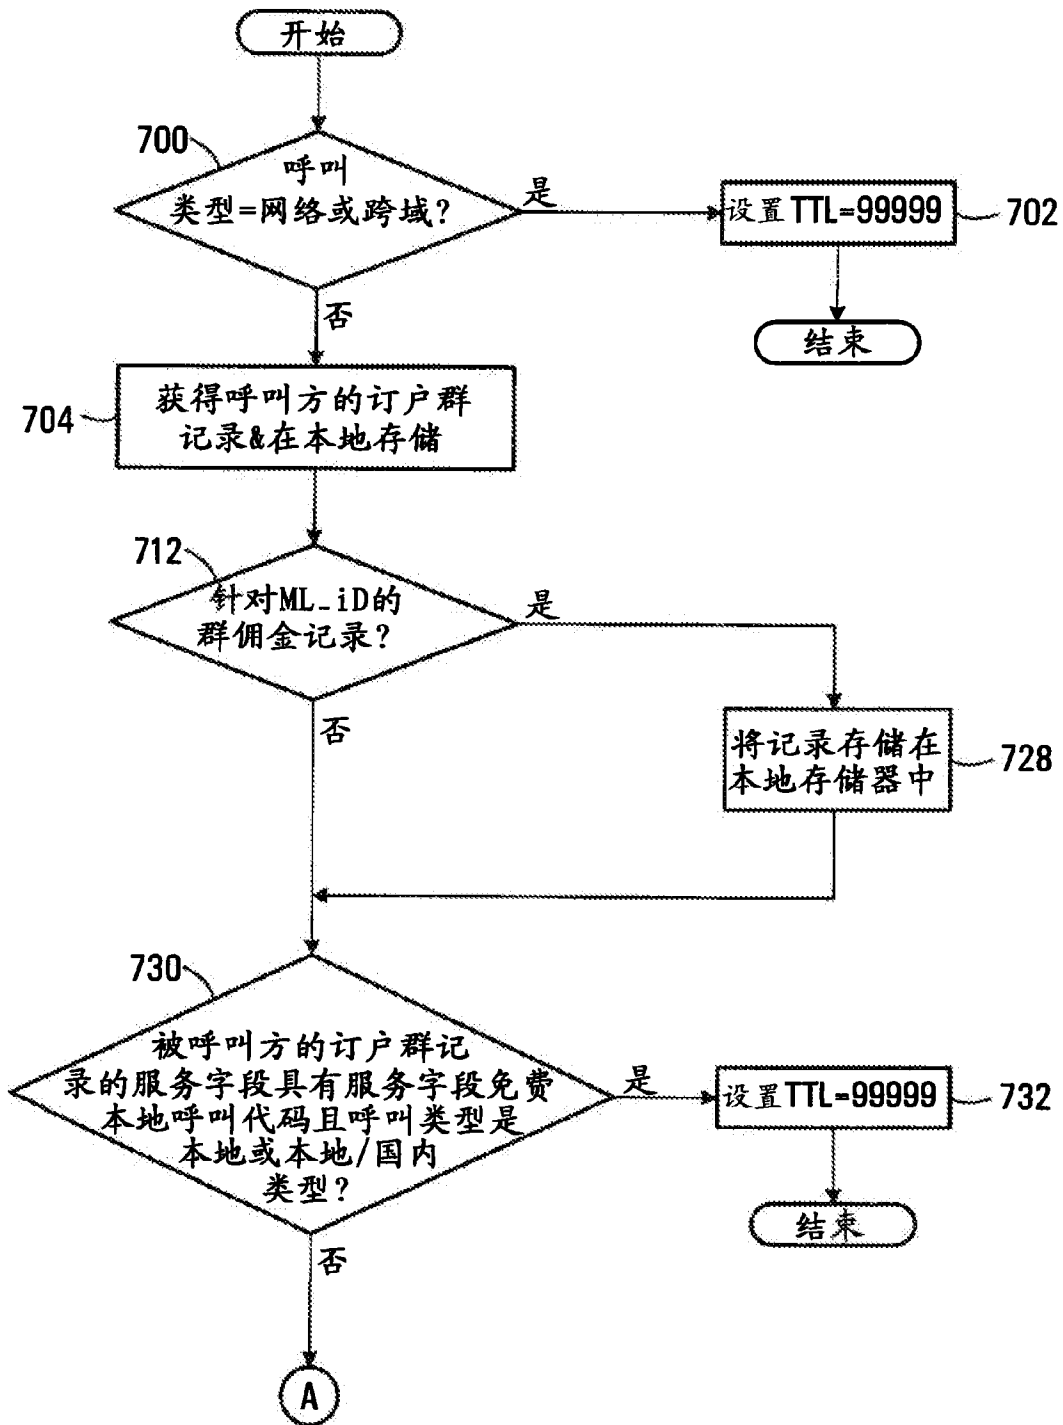 开始
700
呼叫
类型=网络或跨域?
是
设置TTL=99999
702
否
结束
获得呼叫方的订户群
记录&在本地存储
704
712
针对ML_iD的
群佣金记录?
是
否
将记录存储在
本地存储器中
728
730
被呼叫方的订户群记
录的服务字段具有服务字段免费
本地呼叫代码且呼叫类型是
本地或本地/国内
类型?
是
设置TTL=99999
732
结束
否
A